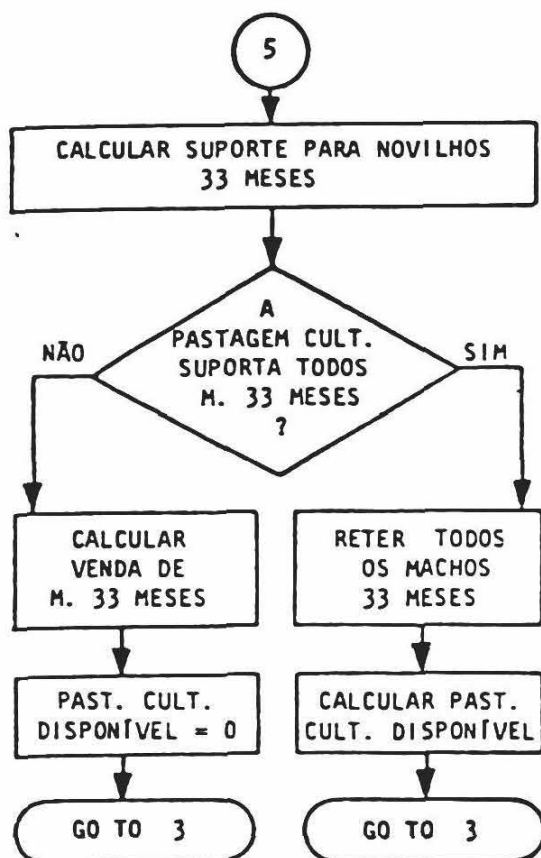 5
CALCULAR SUPORTE PARA NOVILHOS
33 MESES
A
PASTAGEM CULT.
SUPORTA TODOS
M. 33 MESES
?
NÃO
SIM
CALCULAR
VENDA DE
M. 33 MESES
RETER TODOS
OS MACHOS
33 MESES
PAST. CULT.
DISPONÍVEL = 0
CALCULAR PAST.
CULT. DISPONÍVEL
GO TO 3
GO TO 3